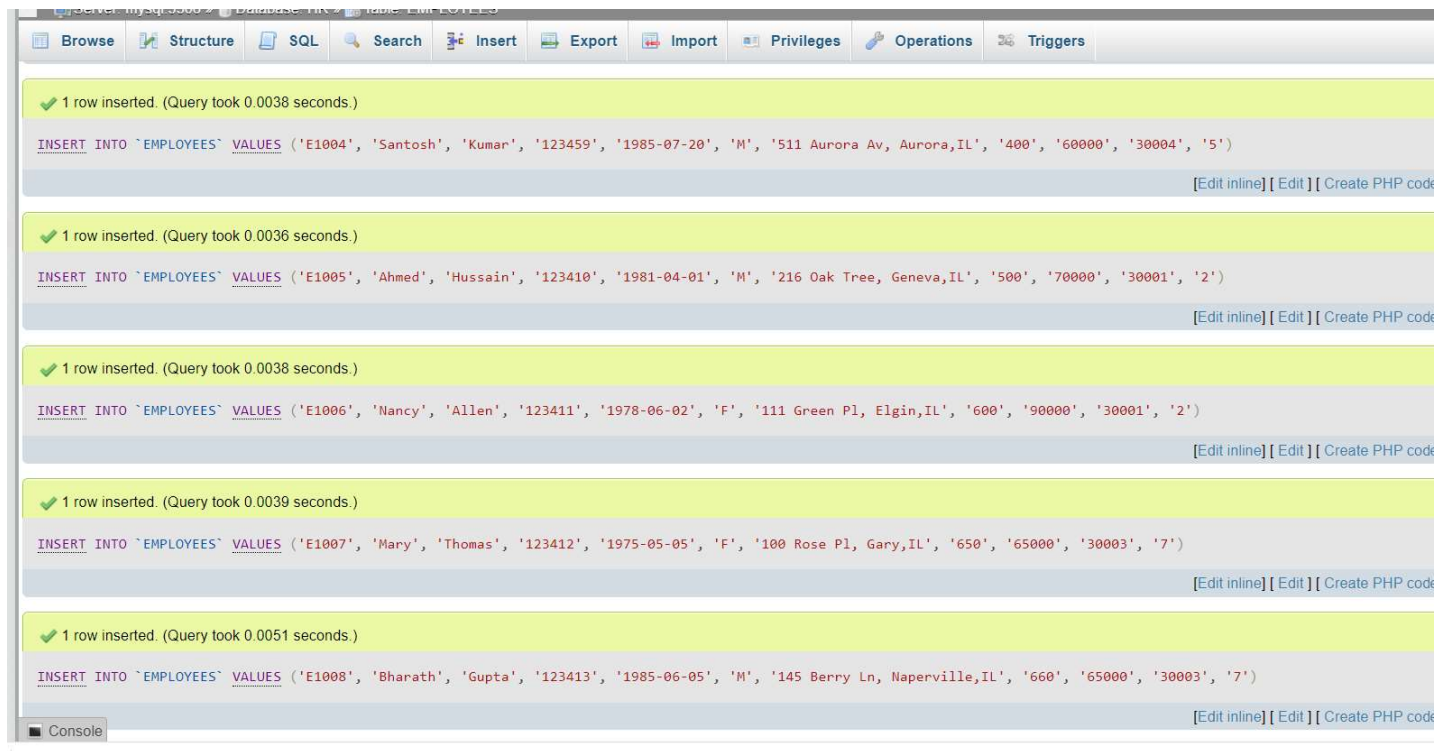 Browse Structure SQL Search Insert Export Import Privileges Operations Triggers
1 row inserted. (Query took 0.0038 seconds.)
INSERT INTO `EMPLOYEES` VALUES ('E1004', 'Santosh', 'Kumar', '123459', '1985-07-20', 'M', '511 Aurora Av, Aurora,IL', '400', '60000', '30004', '5')
[Edit inline] [ Edit ] [ Create PHP code
1 row inserted. (Query took 0.0036 seconds.)
INSERT INTO `EMPLOYEES` VALUES ('E1005', 'Ahmed', 'Hussain', '123410', '1981-04-01', 'M', '216 Oak Tree, Geneva,IL', '500', '70000', '30001', '2')
[Edit inline] [ Edit ] [ Create PHP code
1 row inserted. (Query took 0.0038 seconds.)
INSERT INTO `EMPLOYEES` VALUES ('E1006', 'Nancy', 'Allen', '123411', '1978-06-02', 'F', '111 Green Pl, Elgin,IL', '600', '90000', '30001', '2')
[Edit inline] [ Edit ] [ Create PHP code
1 row inserted. (Query took 0.0039 seconds.)
INSERT INTO `EMPLOYEES` VALUES ('E1007', 'Mary', 'Thomas', '123412', '1975-05-05', 'F', '100 Rose Pl, Gary,IL', '650', '65000', '30003', '7')
[Edit inline] [ Edit ] [ Create PHP code
1 row inserted. (Query took 0.0051 seconds.)
INSERT INTO `EMPLOYEES` VALUES ('E1008', 'Bharath', 'Gupta', '123413', '1985-06-05', 'M', '145 Berry Ln, Naperville,IL', '660', '65000', '30003', '7')
[Edit inline] [ Edit ] [ Create PHP code
Console